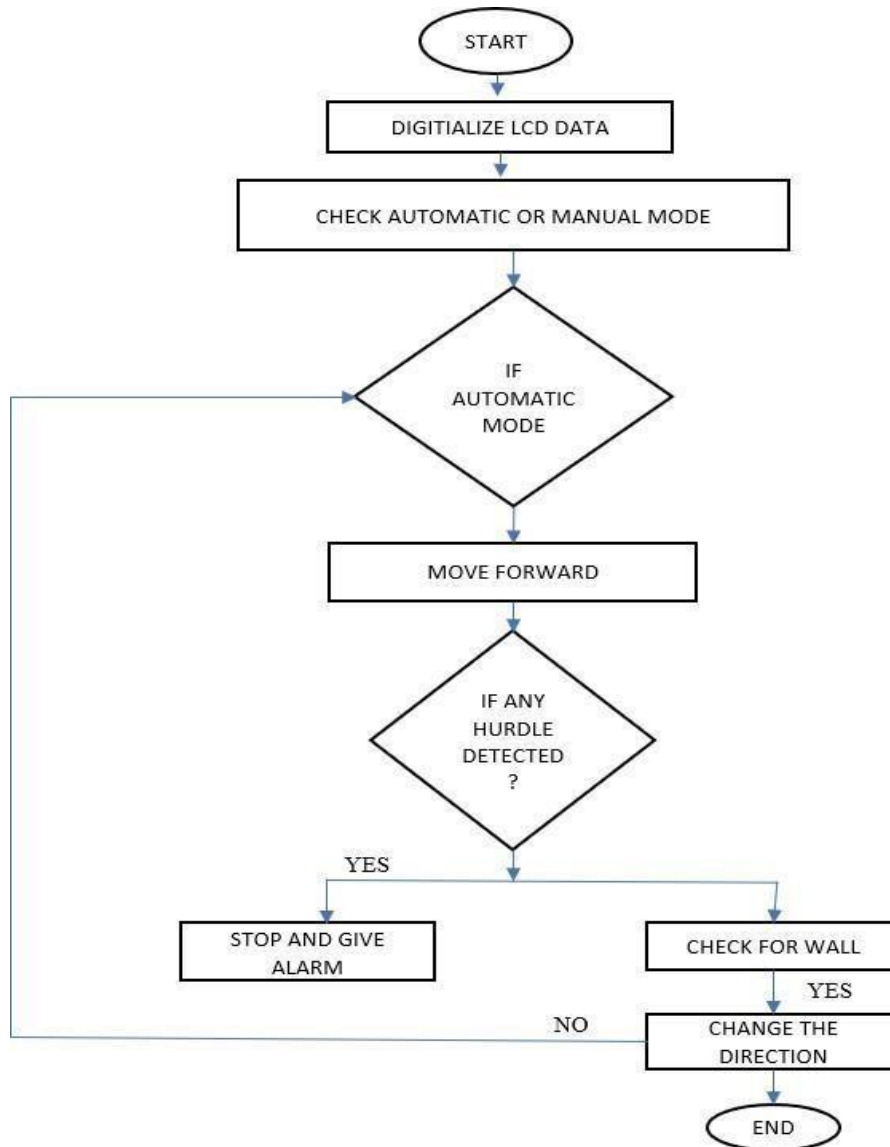 START
DIGITIALIZE LCD DATA
CHECK AUTOMATIC OR MANUAL MODE
IF
AUTOMATIC
MODE
MOVE FORWARD
IF ANY
HURDLE
DETECTED
?
YES
STOP AND GIVE
ALARM
CHECK FOR WALL
YES
NO
CHANGE THE
DIRECTION
END